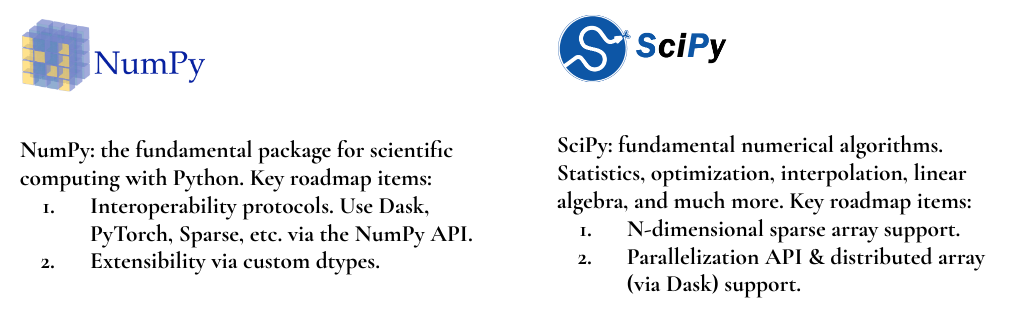 NumPy
NumPy: the fundamental package for scientific
computing with Python. Key roadmap items:
1. Interoperability protocols. Use Dask,
PyTorch, Sparse, etc. via the NumPy API.
2. Extensibility via custom dtypes.
SciPy
SciPy: fundamental numerical algorithms.
Statistics, optimization, interpolation, linear
algebra, and much more. Key roadmap items:
1. N-dimensional sparse array support.
2. Parallelization API & distributed array
(via Dask) support.